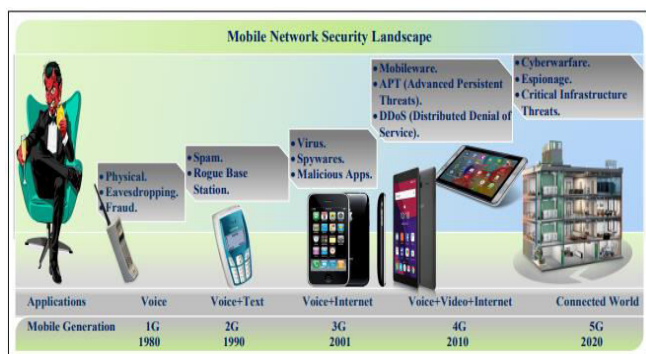 Mobile Network Security Landscape
• Physical.
• Eavesdropping.
• Fraud.
• Spam.
• Rogue Base
Station.
• Virus.
• Spywares.
• Malicious Apps.
• Mobileware.
• APT (Advanced Persistent
Threats).
• DDoS (Distributed Denial of
Service).
• Cyberwarfare.
• Espionage.
• Critical Infrastructure
Threats.
Applications Voice Voice+Text Voice+Internet Voice+Video+Internet Connected World
Mobile Generation 1G 2G 3G 4G 5G
1980 1990 2001 2010 2020